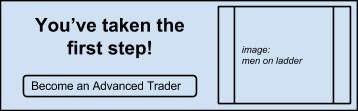 You’ve taken the
first step!
Become an Advanced Trader
image:
men on ladder